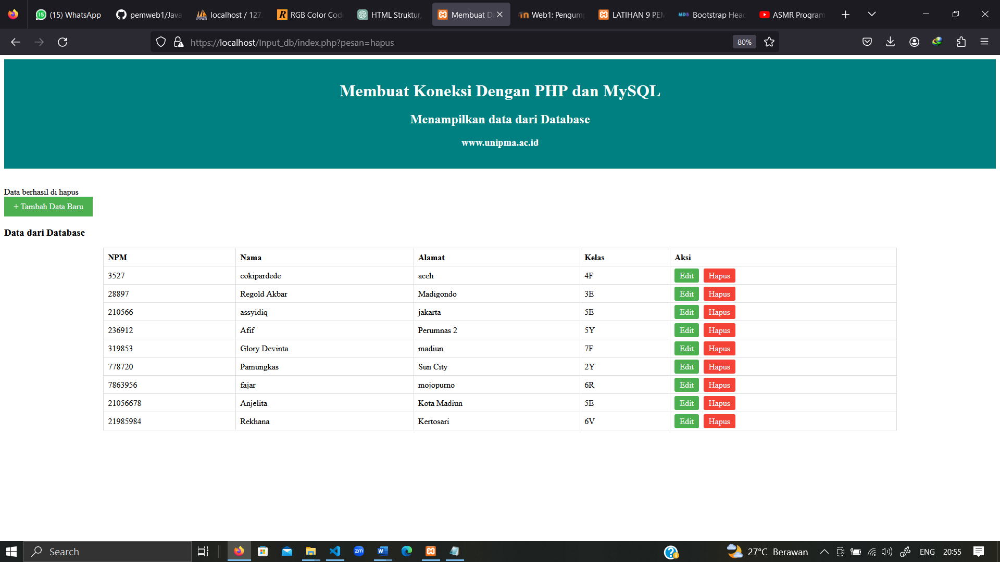 (15) WhatsApp
pemweb1/Java
localhost / 127.
RGB Color Code
HTML Struktur,
Membuat Da
Web1: Pengump
LATIHAN 9 PEM
Bootstrap Head
ASMR Program
https://localhost/Input_db/index.php?pesan=hapus
80%
Membuat Koneksi Dengan PHP dan MySQL
Menampilkan data dari Database
www.unipma.ac.id
Data berhasil di hapus
+ Tambah Data Baru
Data dari Database
NPM Nama Alamat Kelas Aksi
3527 cokipardede aceh 4F Edit Hapus
28897 Regold Akbar Madigondo 3E Edit Hapus
210566 assyidiq jakarta 5E Edit Hapus
236912 Afif Perumnas 2 5Y Edit Hapus
319853 Glory Devinta madiun 7F Edit Hapus
778720 Pamungkas Sun City 2Y Edit Hapus
7863956 fajar mojopurno 6R Edit Hapus
21056678 Anjelita Kota Madiun 5E Edit Hapus
21985984 Rekhana Kertosari 6V Edit Hapus
Search
27°C Berawan
ENG
20:55